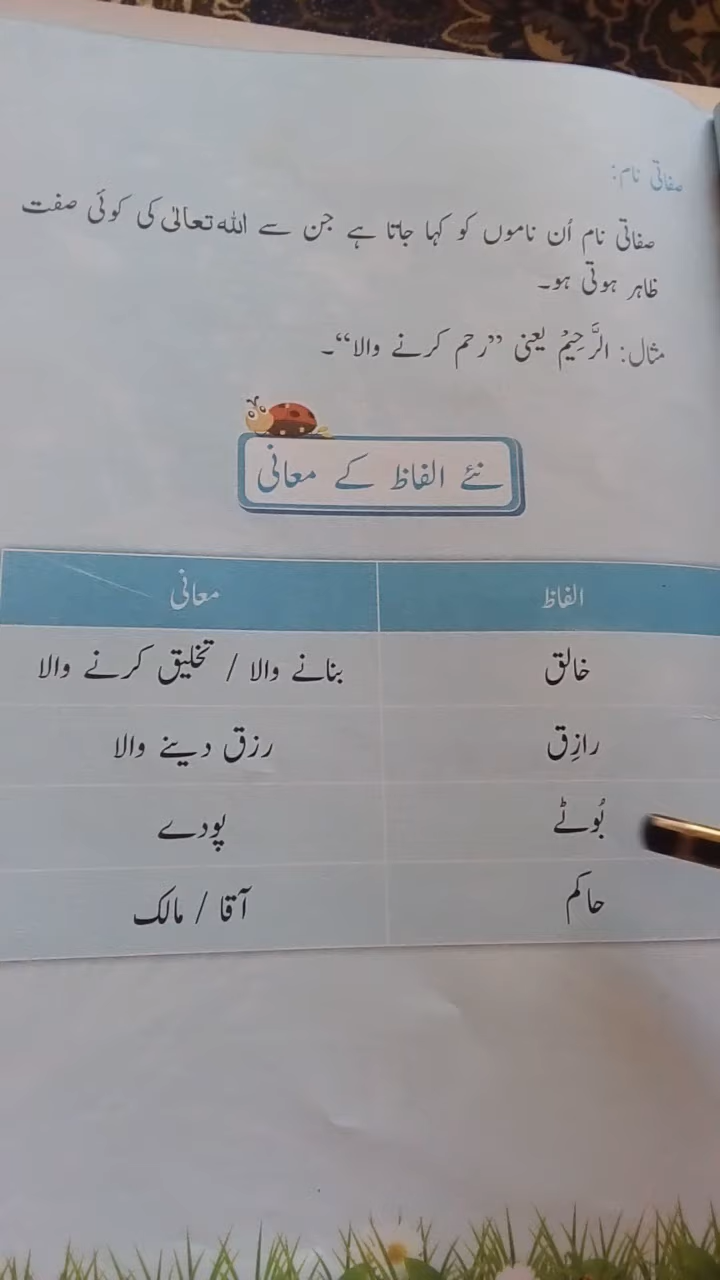 صفاتی نام:
صفاتی نام اُن ناموں کو کہا جاتا ہے جن سے اللہ تعالیٰ کی کوئی صفت
ظاہر ہوتی ہو۔
مثال: الرَّحِیْمُ یعنی ”رحم کرنے والا“۔
نئے الفاظ کے معانی
الفاظ معانی
خالق بنانے والا / تخلیق کرنے والا
رازِق رزق دینے والا
بُوٹے پودے
حاکم آقا / مالک